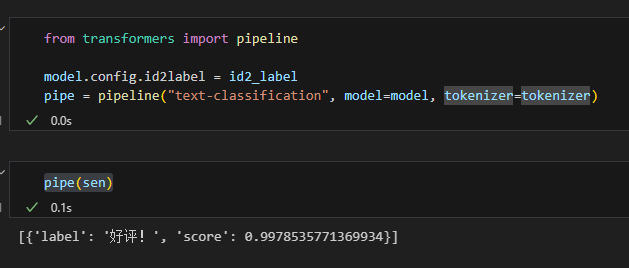 from transformers import pipeline
model.config.id2label = id2_label
pipe = pipeline("text-classification", model=model, tokenizer=tokenizer)
0.0s
pipe(sen)
0.1s
[{'label': '好评！', 'score': 0.9978535771369934}]